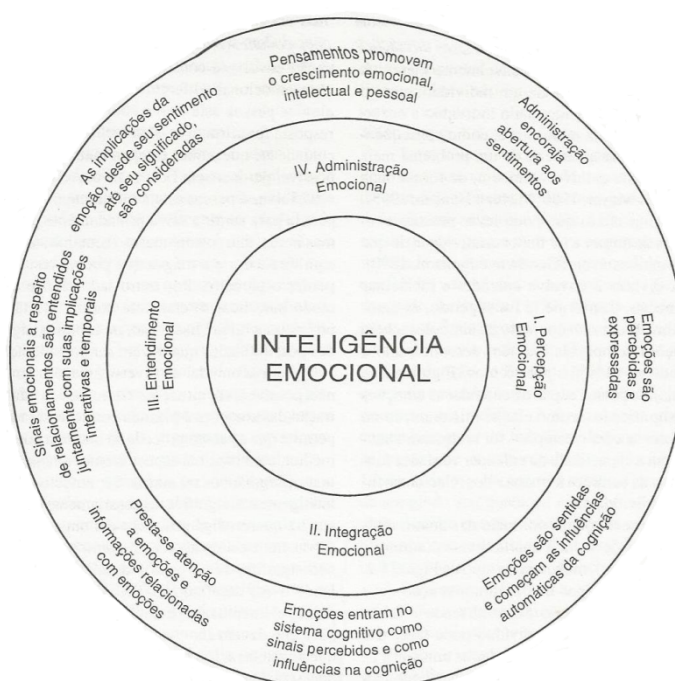 INTELIGÊNCIA
EMOCIONAL
I. Percepção
Emocional
II. Integração
Emocional
III. Entendimento
Emocional
IV. Administração
Emocional
Pensamentos promovem
o crescimento emocional,
intelectual e pessoal
Administração
encoraja
abertura aos
sentimentos
Emoções são
percebidas e
expressadas
Emoções são sentidas
e começam as influências
automáticas da cognição
Emoções entram no
sistema cognitivo como
sinais percebidos e como
influências na cognição
Presta-se atenção
a emoções e
informações relacionadas
com emoções
Sinais emocionais a respeito
de relacionamentos são entendidos
juntamente com suas implicações
interativas e temporais
As implicações da
emoção, desde seu sentimento
até seu significado,
são consideradas